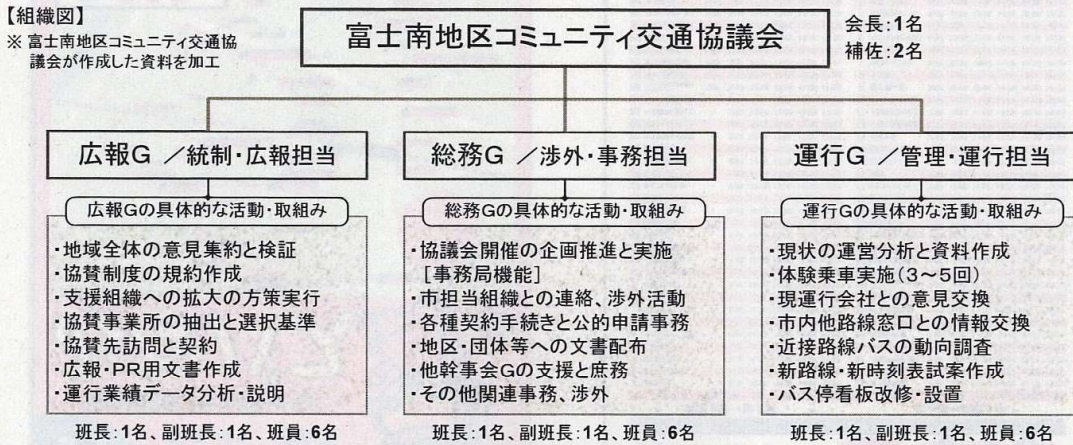 【組織図】
※ 富士南地区コミュニティ交通協
議会が作成した資料を加工
富士南地区コミュニティ交通協議会
会長:1名
補佐:2名
広報G /統制・広報担当
広報Gの具体的な活動・取組み
・地域全体の意見集約と検証
・協賛制度の規約作成
・支援組織への拡大の方策実行
・協賛事業所の抽出と選択基準
・協賛先訪問と契約
・広報・PR用文書作成
・運行業績データ分析・説明
班長:1名、副班長:1名、班員:6名
総務G /渉外・事務担当
総務Gの具体的な活動・取組み
・協議会開催の企画推進と実施
[事務局機能]
・市担当組織との連絡、渉外活動
・各種契約手続きと公的申請事務
・地区・団体等への文書配布
・他幹事会Gの支援と庶務
・その他関連事務、渉外
班長:1名、副班長:1名、班員:6名
運行G /管理・運行担当
運行Gの具体的な活動・取組み
・現状の運営分析と資料作成
・体験乗車実施(3~5回)
・現運行会社との意見交換
・市内他路線窓口との情報交換
・近接路線バスの動向調査
・新路線・新時刻表試案作成
・バス停看板改修・設置
班長:1名、副班長:1名、班員:6名